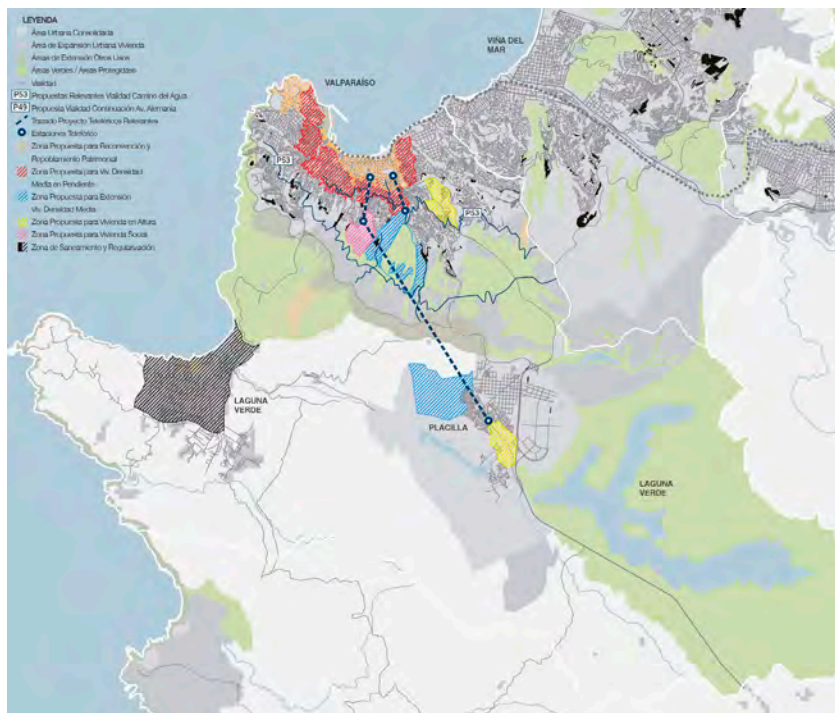 LEYENDA
Área Urbana Consolidada
Área de Expansión Urbana Vivienda
Áreas de Extensión Otros Usos
Áreas Verdes / Áreas Protegidas
Vialidad
P53 Propuestas Relevantes Vialidad Camino del Agua
P49 Propuesta Vialidad Continuación Av. Alemania
Trazado Proyecto Teleféricos Relevantes
Estaciones Teleférico
Zona Propuesta para Reconversión y
Repoblamiento Patrimonial
Zona Propuesta para Viv. Densidad
Media en Pendiente
Zona Propuesta para Extensión
Viv. Densidad Media
Zona Propuesta para Vivienda en Altura
Zona Propuesta para Vivienda Social
Zona de Saneamiento y Regularización
VIÑA DEL
MAR
VALPARAÍSO
P53
P53
LAGUNA
VERDE
PLACILLA
LAGUNA
VERDE